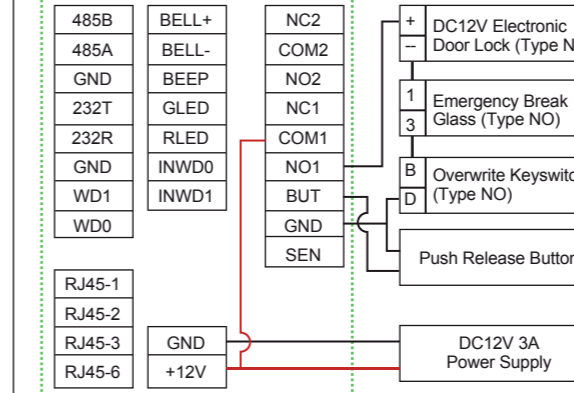 485B
485A
GND
232T
232R
GND
WD1
WD0
RJ45-1
RJ45-2
RJ45-3
RJ45-6
BELL+
BELL-
BEEP
GLED
RLED
INWD0
INWD1
GND
+12V
NC2
COM2
NO2
NC1
COM1
NO1
BUT
GND
SEN
+
--
DC12V Electronic
Door Lock (Type N
1
3
Emergency Break
Glass (Type NO)
B
D
Overwrite Keyswitc
(Type NO)
Push Release Button
DC12V 3A
Power Supply